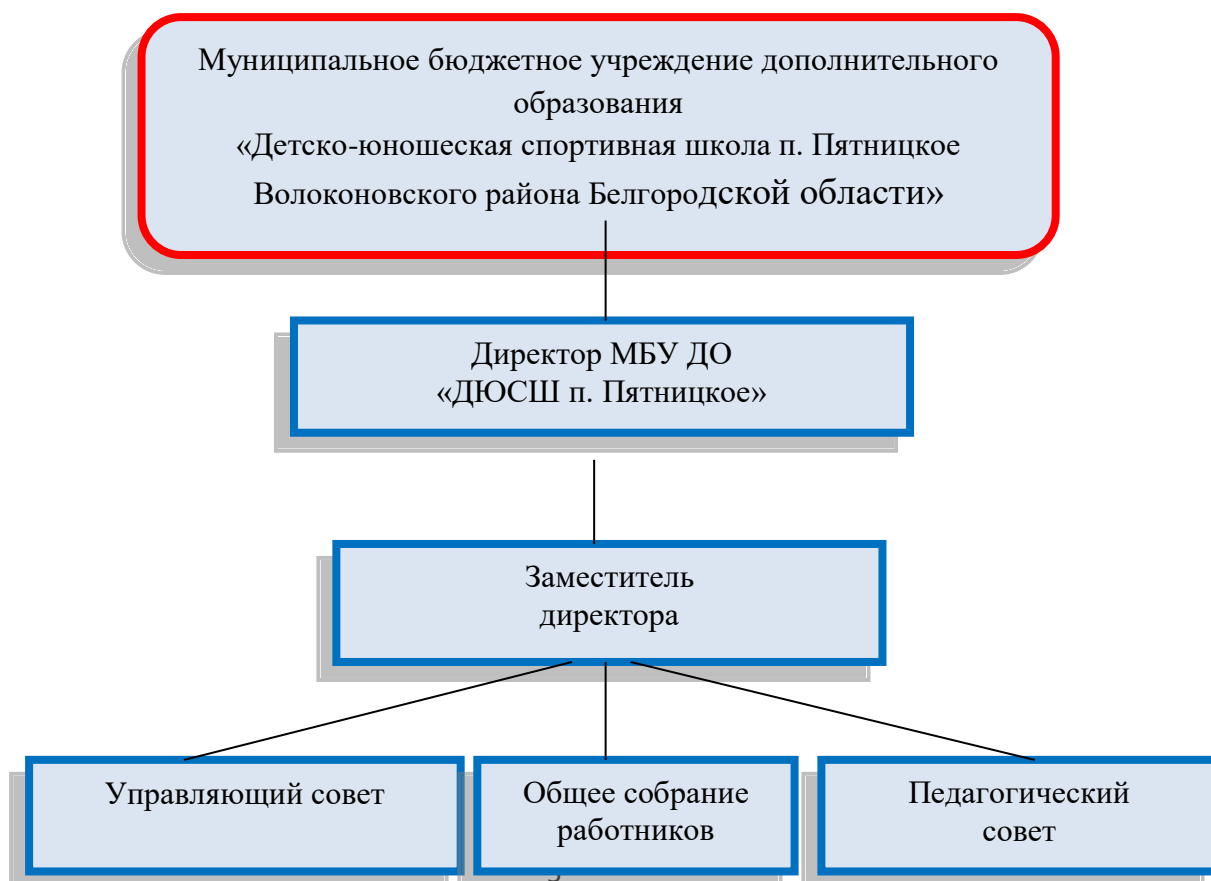 Муниципальное бюджетное учреждение дополнительного
образования
«Детско-юношеская спортивная школа п. Пятницкое
Волоконовского района Белгородской области»
Директор МБУ ДО
«ДЮСШ п. Пятницкое»
Заместитель
директора
Управляющий совет
Общее собрание
работников
Педагогический
совет